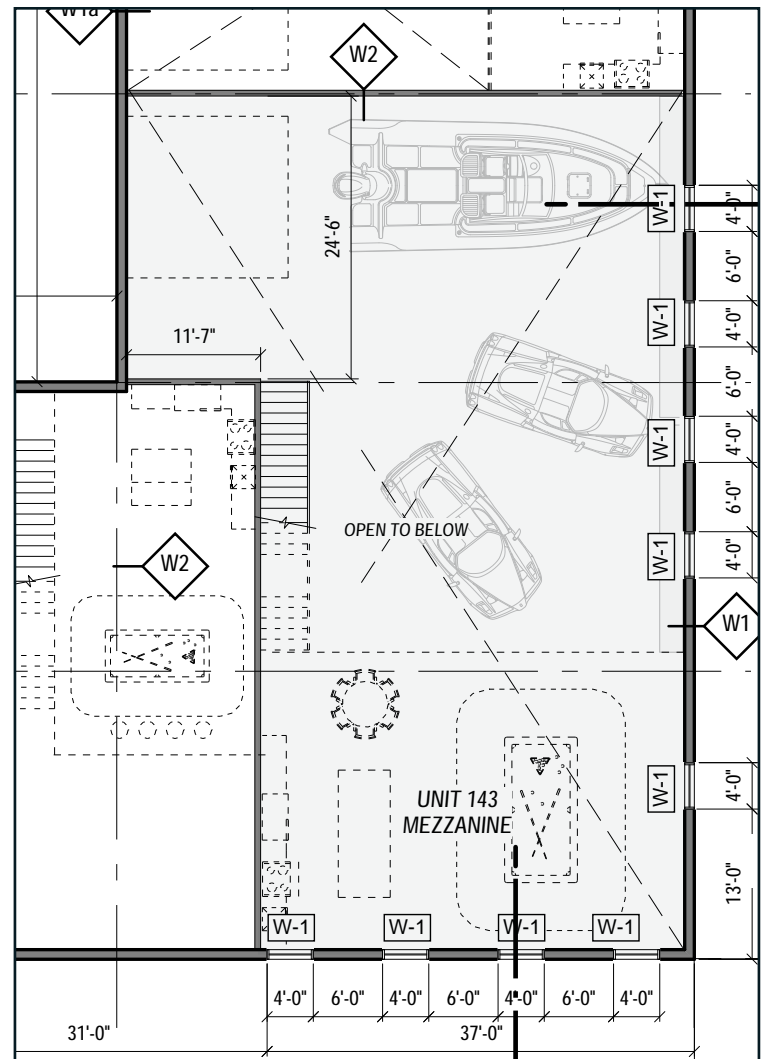 W1a
W2
W-1
4'-0"
24'-6"
6'-0"
W-1
4'-0"
11'-7"
6'-0"
W-1
4'-0"
6'-0"
OPEN TO BELOW
W-1
4'-0"
W2
W1
W-1
4'-0"
UNIT 143
MEZZANINE
13'-0"
W-1
W-1
W-1
W-1
4'-0"
6'-0"
4'-0"
6'-0"
4'-0"
6'-0"
4'-0"
31'-0"
37'-0"